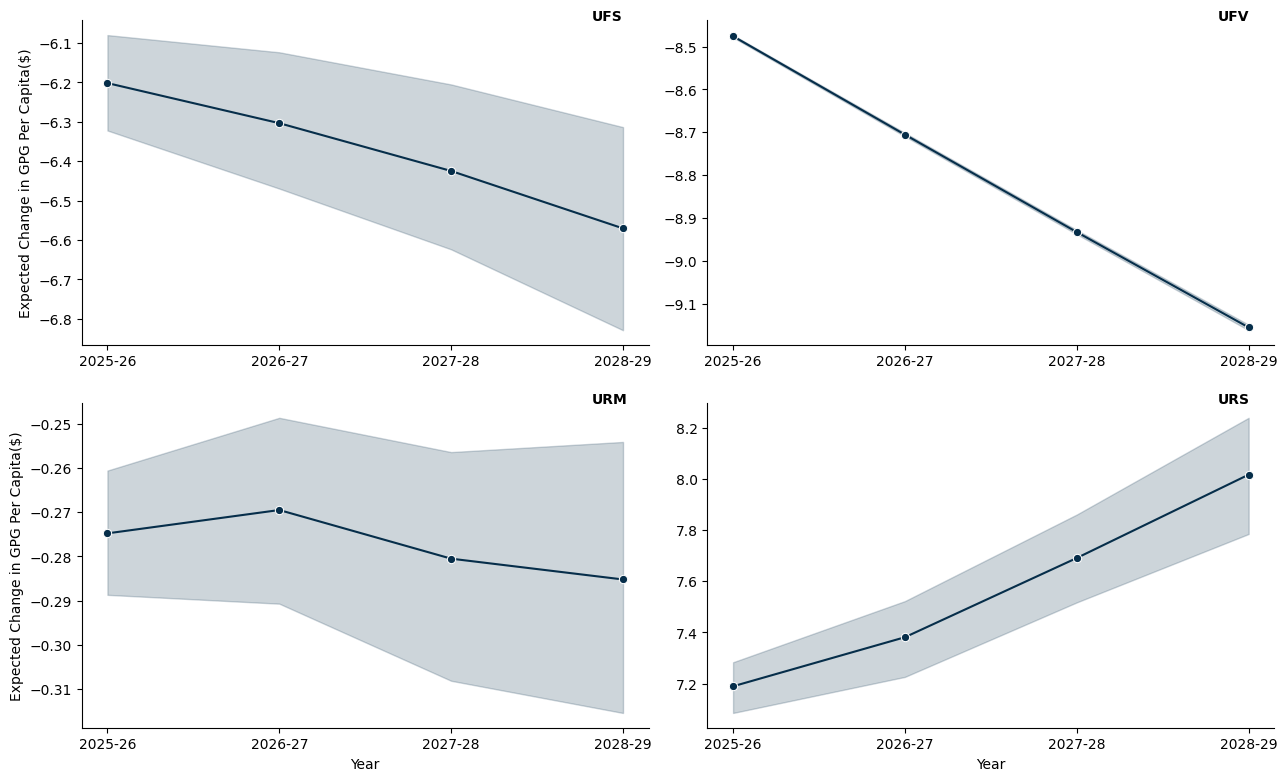 UFS
Expected Change in GPG Per Capita($)
−6.1
−6.2
−6.3
−6.4
−6.5
−6.6
−6.7
−6.8
2025-26 2026-27 2027-28 2028-29
UFV
−8.5
−8.6
−8.7
−8.8
−8.9
−9.0
−9.1
2025-26 2026-27 2027-28 2028-29
URM
Expected Change in GPG Per Capita($)
−0.25
−0.26
−0.27
−0.28
−0.29
−0.30
−0.31
2025-26 2026-27 2027-28 2028-29
Year
URS
8.2
8.0
7.8
7.6
7.4
7.2
2025-26 2026-27 2027-28 2028-29
Year